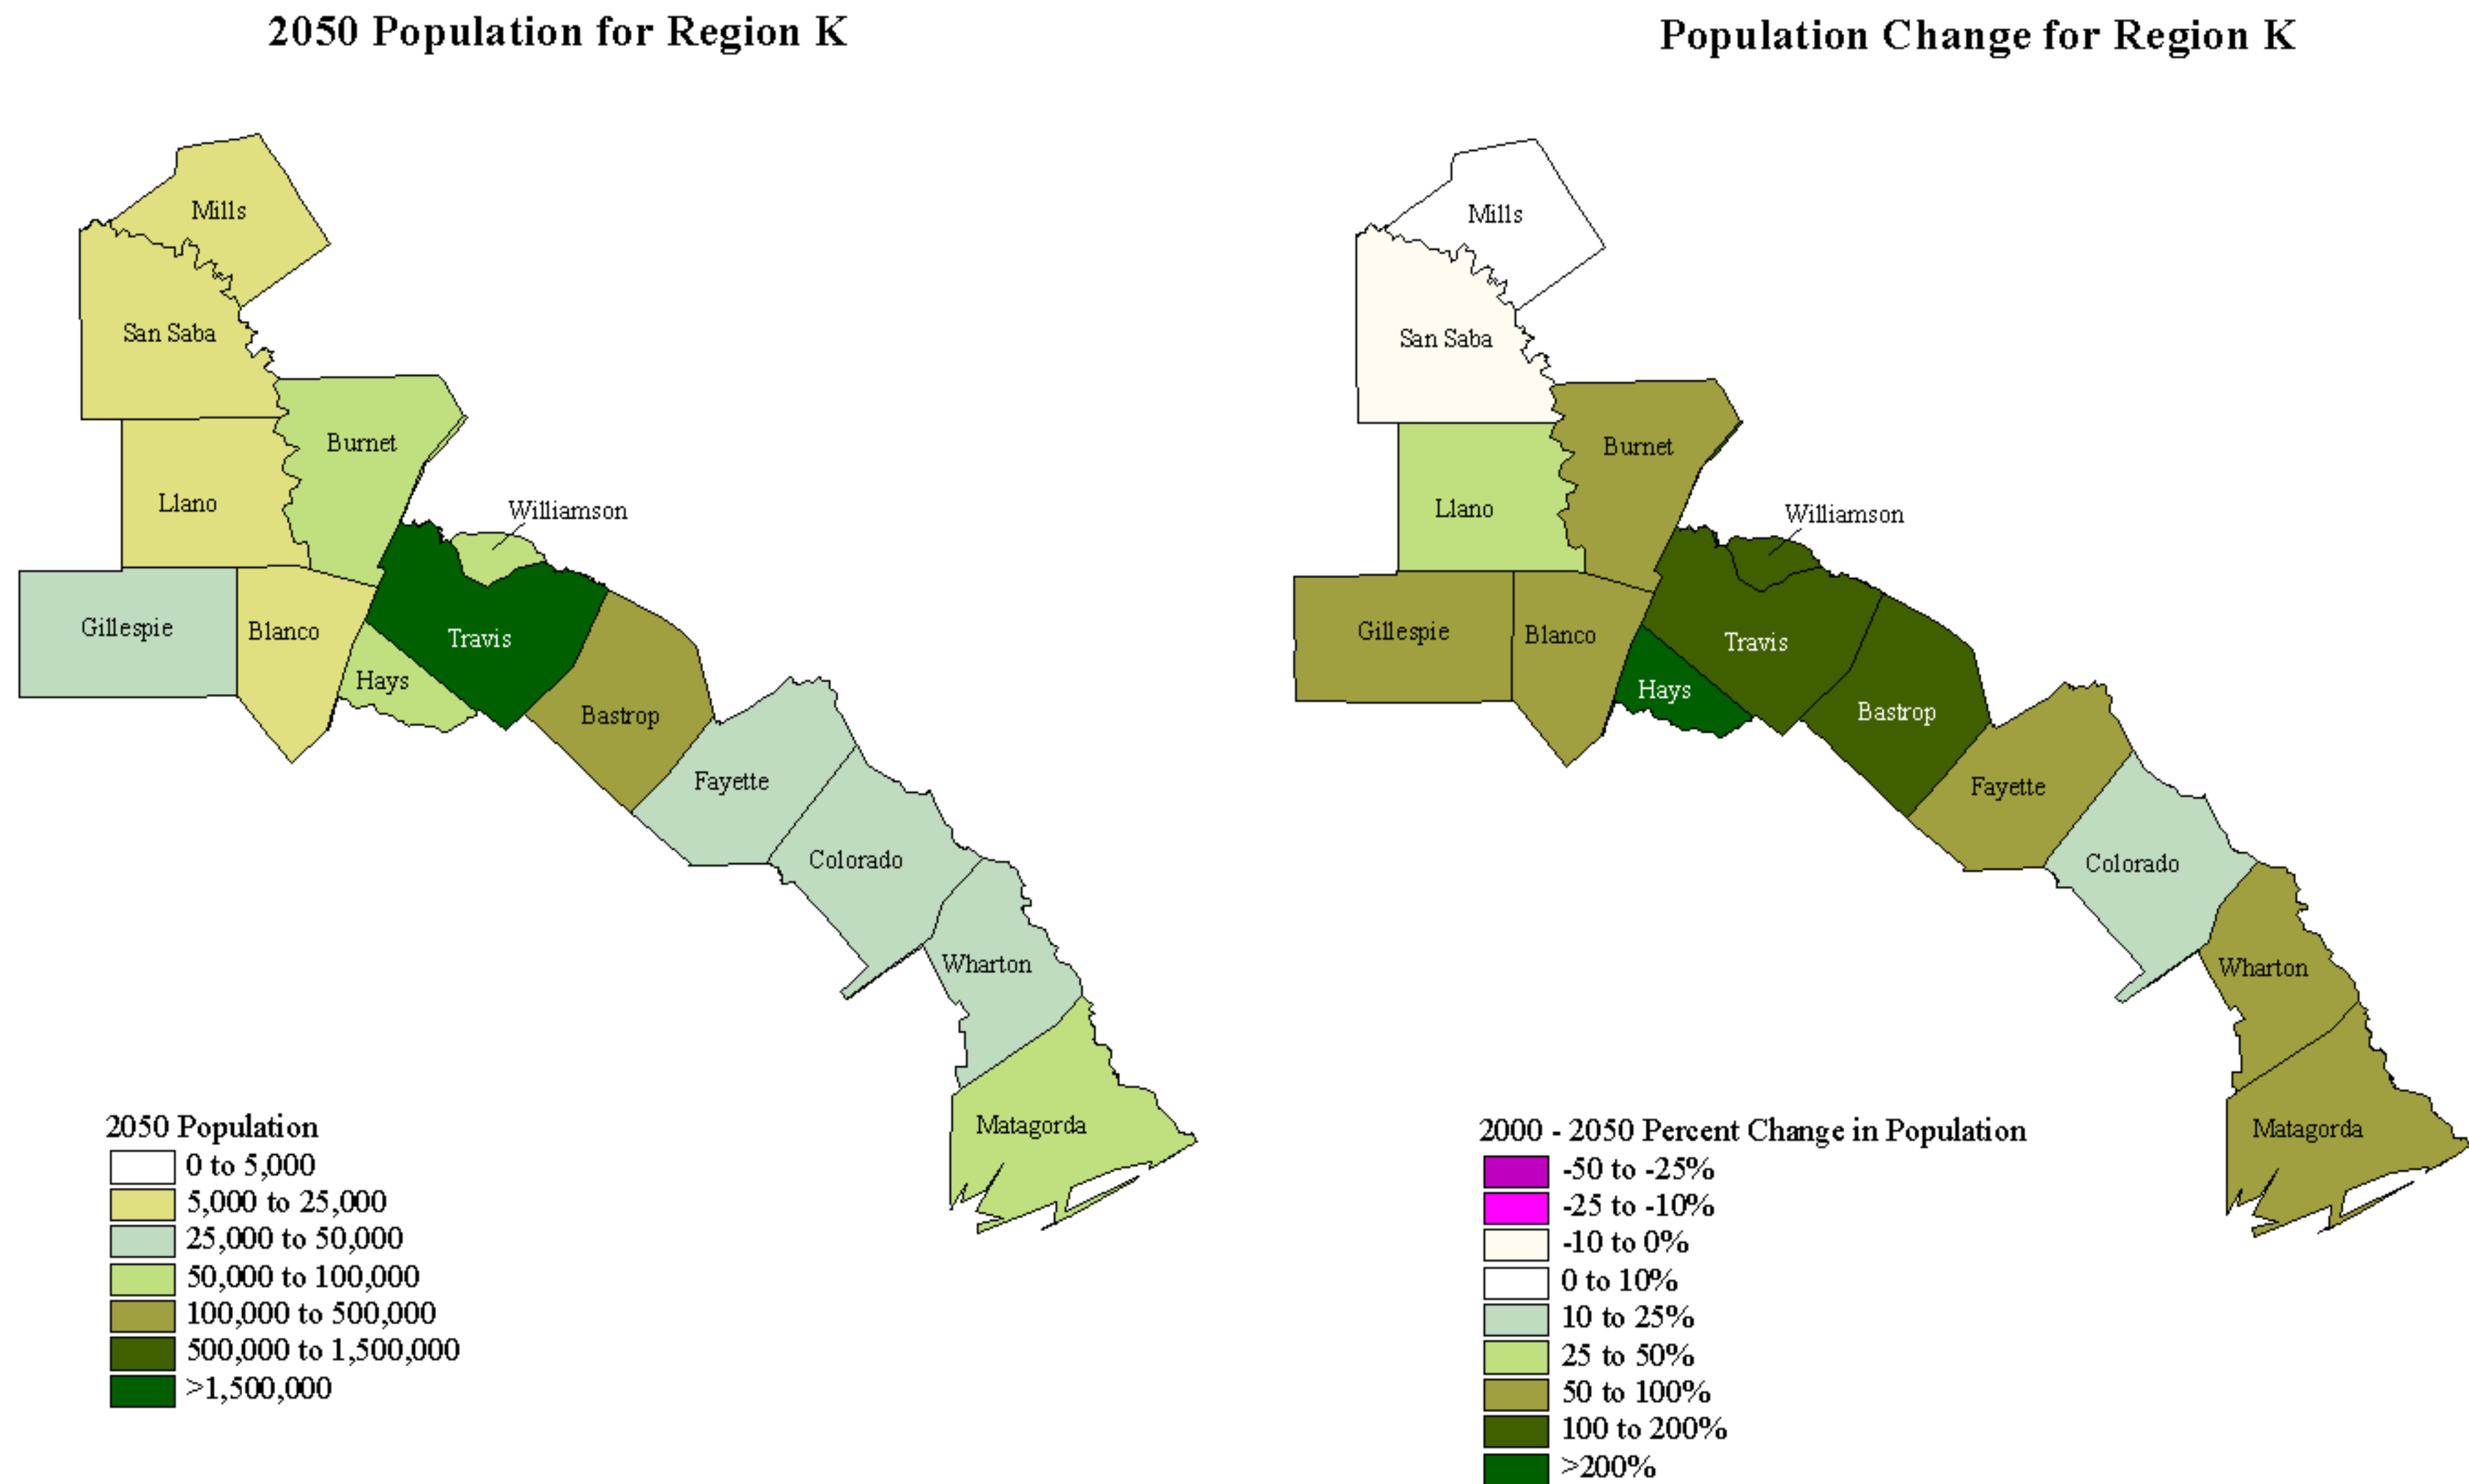 2050 Population for Region K
Mills
San Saba
Burnet
Llano
Williamson
Gillespie
Blanco
Travis
Hays
Bastrop
Fayette
Colorado
Wharton
Matagorda
2050 Population
0 to 5,000
5,000 to 25,000
25,000 to 50,000
50,000 to 100,000
100,000 to 500,000
500,000 to 1,500,000
>1,500,000
Population Change for Region K
Mills
San Saba
Burnet
Llano
Williamson
Gillespie
Blanco
Travis
Hays
Bastrop
Fayette
Colorado
Wharton
Matagorda
2000 - 2050 Percent Change in Population
-50 to -25%
-25 to -10%
-10 to 0%
0 to 10%
10 to 25%
25 to 50%
50 to 100%
100 to 200%
>200%